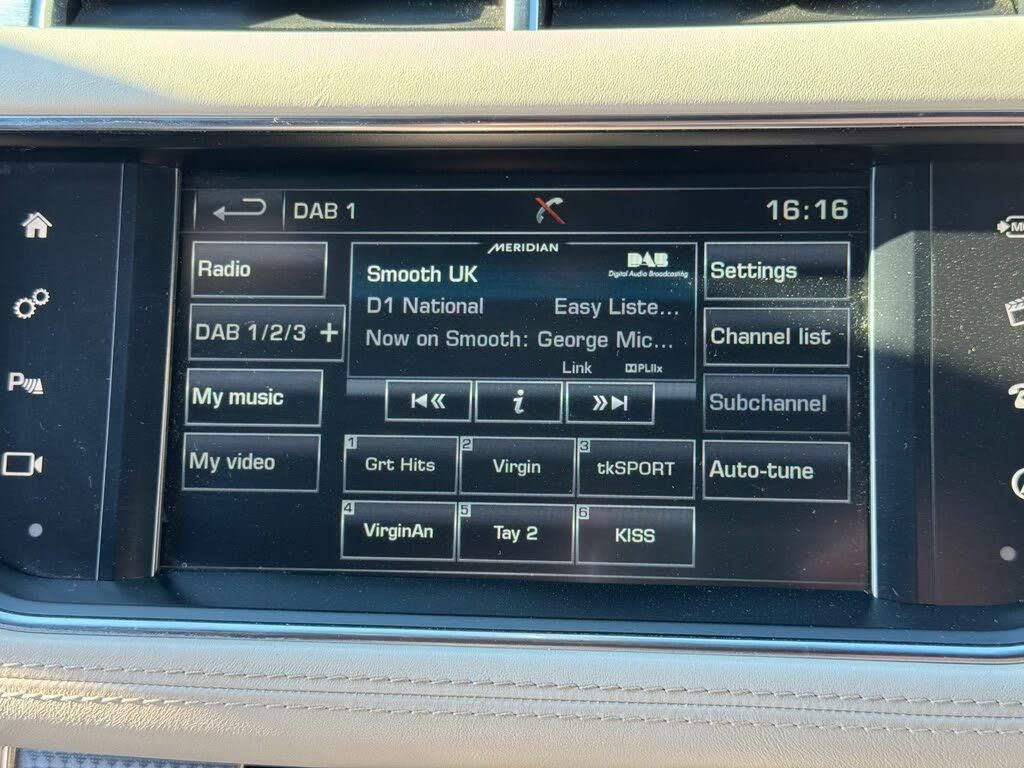 DAB 1
16:16
Radio
DAB 1/2/3 +
My music
My video
MERIDIAN
DAB
Digital Audio Broadcasting
Smooth UK
D1 National Easy Liste...
Now on Smooth: George Mic...
Link DPLIIx
i
1 Grt Hits
2 Virgin
3 tkSPORT
4 VirginAn
5 Tay 2
6 KISS
Settings
Channel list
Subchannel
Auto-tune
P